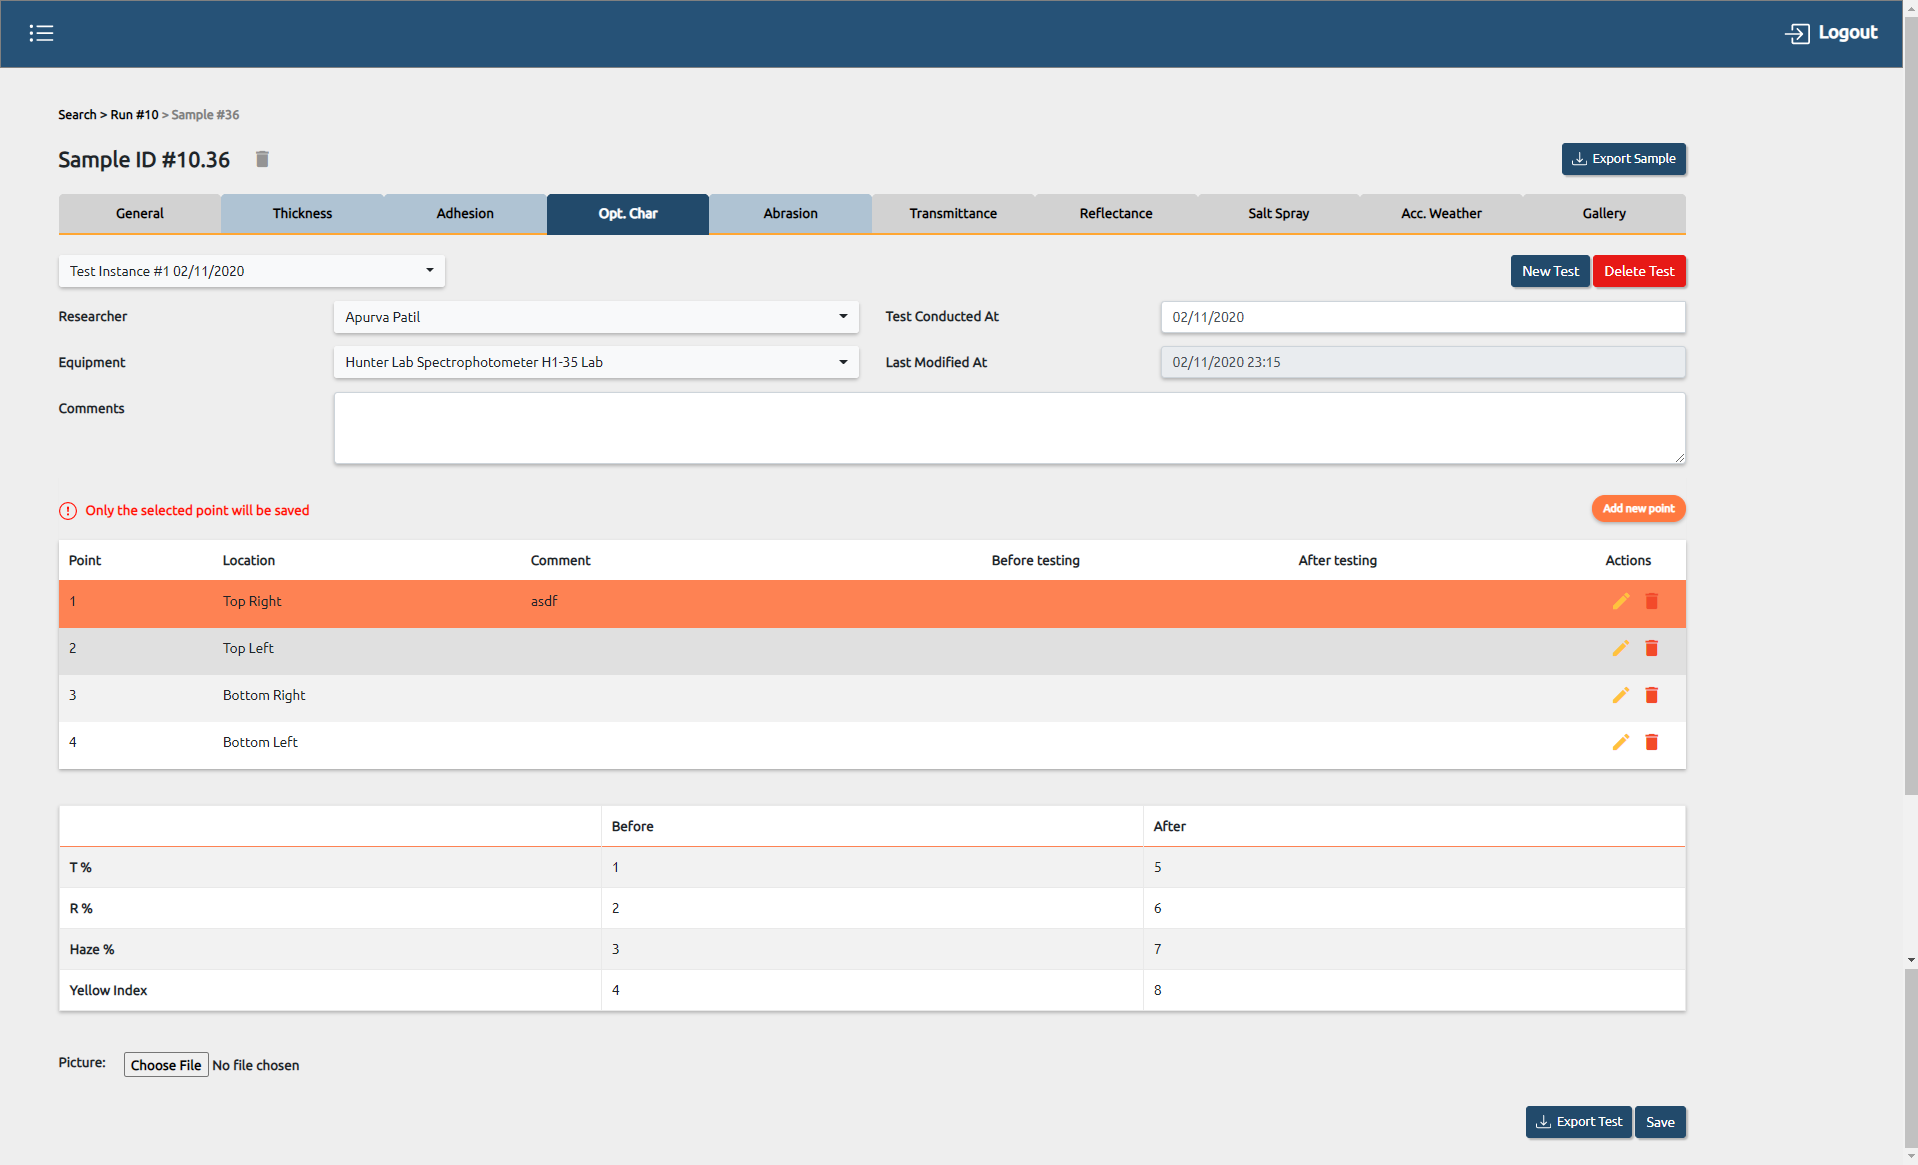 Logout
Search > Run #10 > Sample #36
Sample ID #10.36
Export Sample
General Thickness Adhesion Opt. Char Abrasion Transmittance Reflectance Salt Spray Acc. Weather Gallery
Test Instance #1 02/11/2020
New Test Delete Test
Researcher Apurva Patil Test Conducted At 02/11/2020
Equipment Hunter Lab Spectrophotometer H1-35 Lab Last Modified At 02/11/2020 23:15
Comments
Only the selected point will be saved
Add new point
Point Location Comment Before testing After testing Actions
1 Top Right asdf
2 Top Left
3 Bottom Right
4 Bottom Left
Before After
T % 1 5
R % 2 6
Haze % 3 7
Yellow Index 4 8
Picture: Choose File No file chosen
Export Test Save